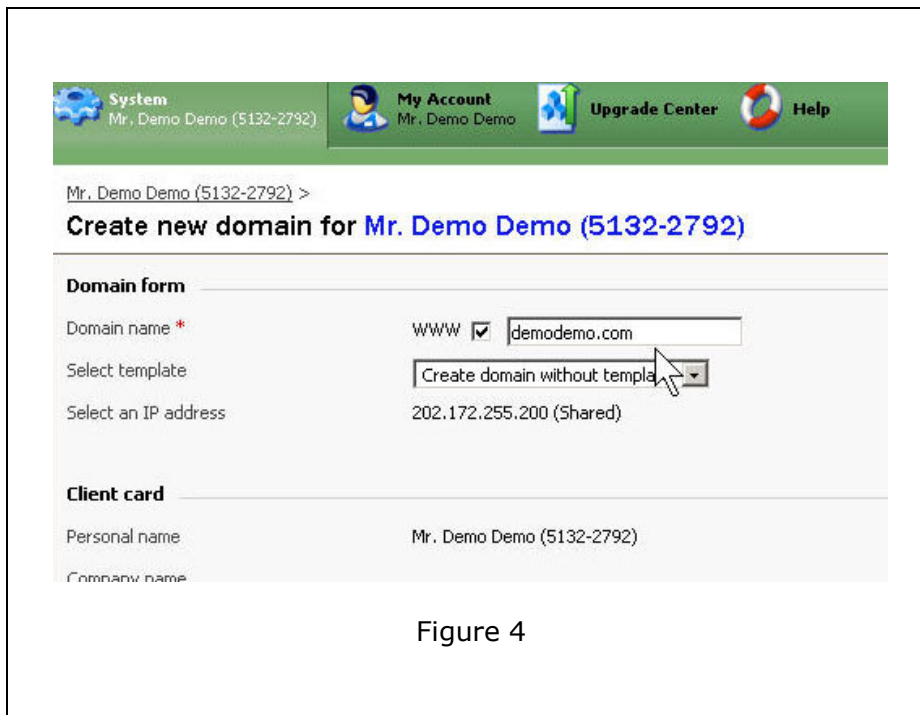 System
Mr. Demo Demo (5132-2792)
My Account
Mr. Demo Demo
Upgrade Center
Help
Mr. Demo Demo (5132-2792) >
Create new domain for Mr. Demo Demo (5132-2792)
Domain form
Domain name *
WWW demodemo.com
Select template
Create domain without templa
Select an IP address
202.172.255.200 (Shared)
Client card
Personal name
Mr. Demo Demo (5132-2792)
Company name
Figure 4